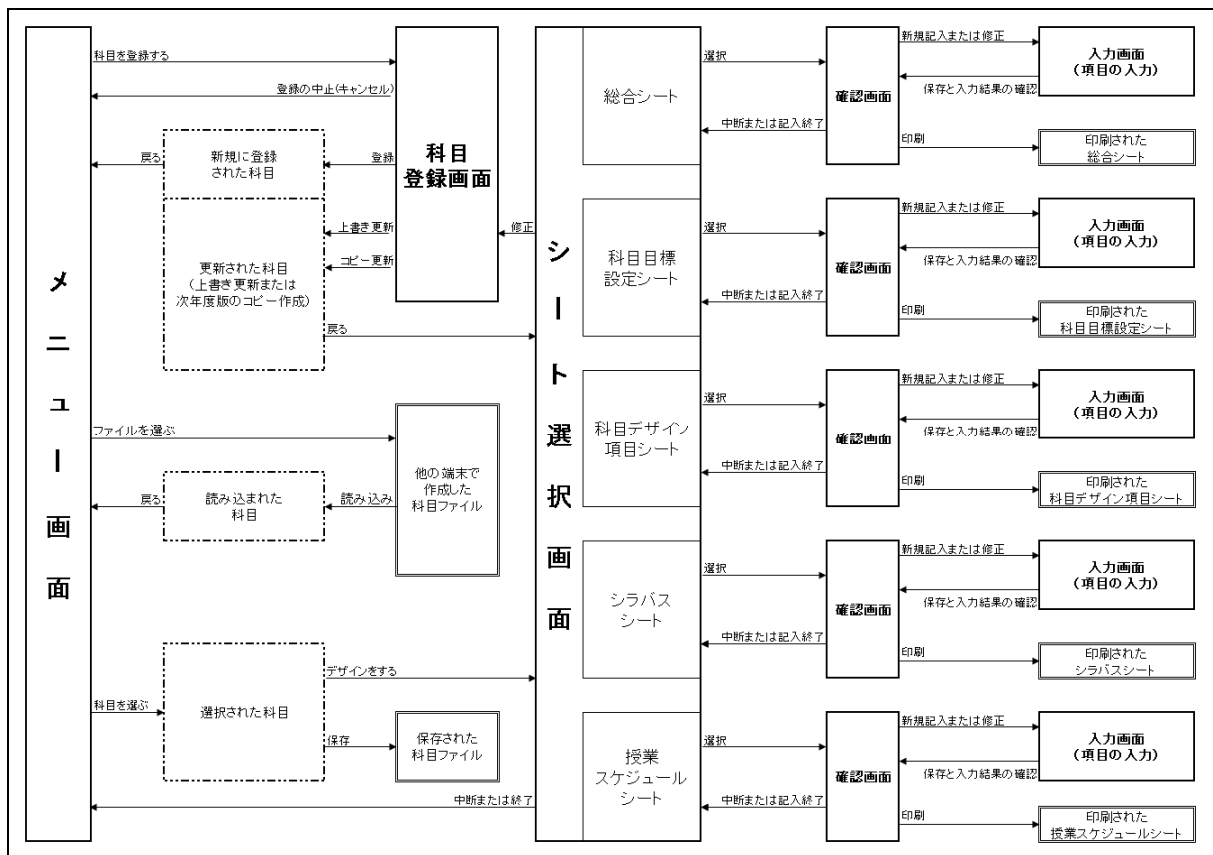 メニュー画面
科目を登録する
登録の中止(キャンセル)
戻る
新規に登録
された科目
登録
科目
登録画面
上書き更新
コピー更新
更新された科目
(上書き更新または
次年度版のコピー作成)
修正
戻る
ファイルを選ぶ
戻る
読み込まれた
科目
読み込み
他の端末で
作成した
科目ファイル
科目を選ぶ
選択された科目
デザインをする
保存
保存された
科目ファイル
中断または終了
シート選択画面
総合シート
選択
中断または記入終了
確認画面
新規記入または修正
保存と入力結果の確認
印刷
入力画面
(項目の入力)
印刷された
総合シート
科目目標
設定シート
選択
中断または記入終了
確認画面
新規記入または修正
保存と入力結果の確認
印刷
入力画面
(項目の入力)
印刷された
科目目標設定シート
科目デザイン
項目シート
選択
中断または記入終了
確認画面
新規記入または修正
保存と入力結果の確認
印刷
入力画面
(項目の入力)
印刷された
科目デザイン項目シート
シラバス
シート
選択
中断または記入終了
確認画面
新規記入または修正
保存と入力結果の確認
印刷
入力画面
(項目の入力)
印刷された
シラバスシート
授業
スケジュール
シート
選択
中断または記入終了
確認画面
新規記入または修正
保存と入力結果の確認
印刷
入力画面
(項目の入力)
印刷された
授業スケジュールシート